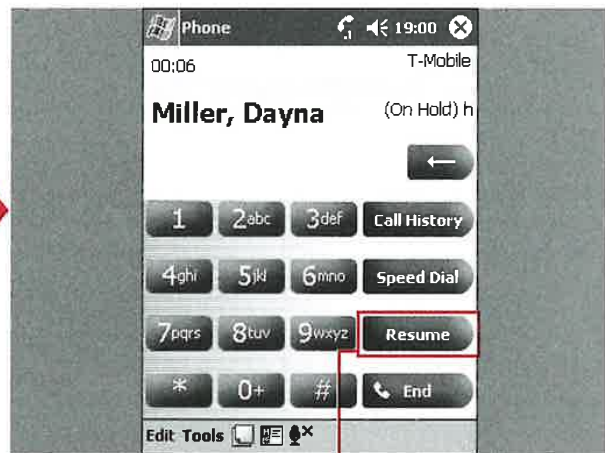 Phone 19:00
00:06 T-Mobile
Miller, Dayna (On Hold) h
1 2abc 3def Call History
4ghi 5jkl 6mno Speed Dial
7pqrs 8tuv 9wxyz Resume
* 0+ # End
Edit Tools